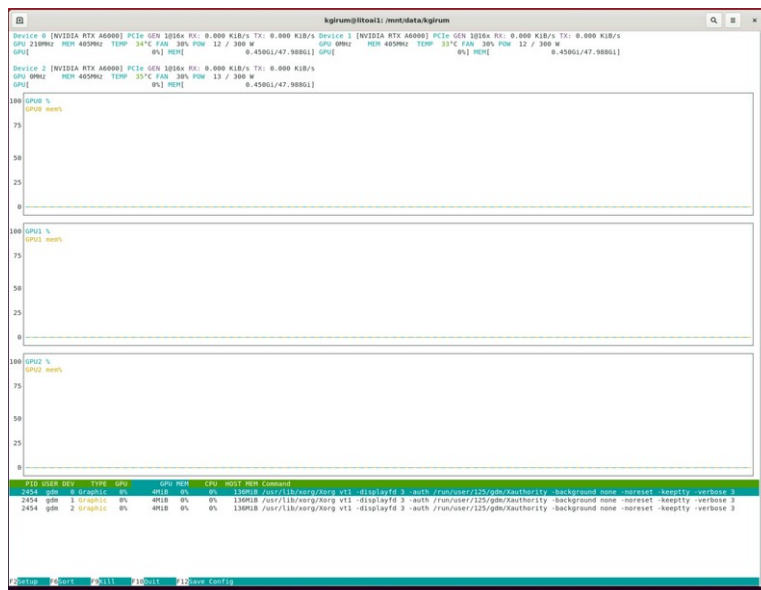 kgirum@litoai1: /mnt/data/kgirum
Device 0 [NVIDIA RTX A6000] PCIe GEN 1@16x RX: 0.000 KiB/s TX: 0.000 KiB/s Device 1 [NVIDIA RTX A6000] PCIe GEN 1@16x RX: 0.000 KiB/s TX: 0.000 KiB/s
GPU 210MHz MEM 405MHz TEMP 34°C FAN 30% POW 12 / 300 W GPU 0MHz MEM 405MHz TEMP 33°C FAN 30% POW 12 / 300 W
GPU[ 0%] MEM[ 0.450Gi/47.988Gi] GPU[ 0%] MEM[ 0.450Gi/47.988Gi]
Device 2 [NVIDIA RTX A6000] PCIe GEN 1@16x RX: 0.000 KiB/s TX: 0.000 KiB/s
GPU 0MHz MEM 405MHz TEMP 35°C FAN 30% POW 13 / 300 W
GPU[ 0%] MEM[ 0.450Gi/47.988Gi]
100 GPU0 %
GPU0 mem%
75
50
25
0
100 GPU1 %
GPU1 mem%
75
50
25
0
100 GPU2 %
GPU2 mem%
75
50
25
0
PID USER DEV TYPE GPU GPU MEM CPU HOST MEM Command
2454 gdm 0 Graphic 0% 4MiB 0% 0% 136MiB /usr/lib/xorg/Xorg vt1 -displayfd 3 -auth /run/user/125/gdm/Xauthority -background none -noreset -keeptty -verbose 3
2454 gdm 1 Graphic 0% 4MiB 0% 0% 136MiB /usr/lib/xorg/Xorg vt1 -displayfd 3 -auth /run/user/125/gdm/Xauthority -background none -noreset -keeptty -verbose 3
2454 gdm 2 Graphic 0% 4MiB 0% 0% 136MiB /usr/lib/xorg/Xorg vt1 -displayfd 3 -auth /run/user/125/gdm/Xauthority -background none -noreset -keeptty -verbose 3
F2Setup F6Sort F9Kill F10Quit F12Save Config